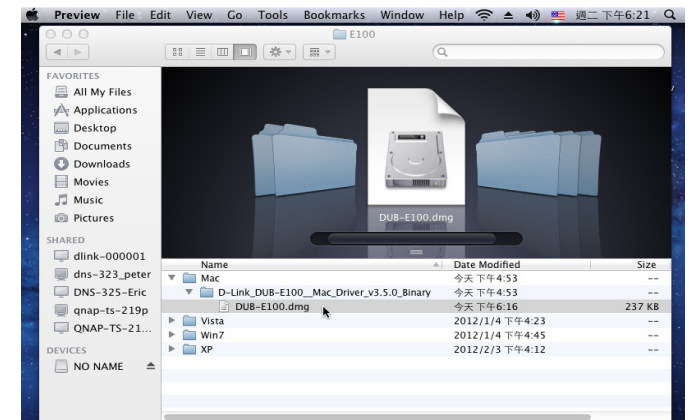 Preview File Edit View Go Tools Bookmarks Window Help 週二下午6:21
E100
FAVORITES
All My Files
Applications
Desktop
Documents
Downloads
Movies
Music
Pictures
SHARED
dlink-000001
dns-323_peter
DNS-325-Eric
qnap-ts-219p
QNAP-TS-21...
DEVICES
NO NAME
DUB-E100.dmg
Name Date Modified Size
Mac 今天 下午4:53 --
D-Link_DUB-E100__Mac_Driver_v3.5.0_Binary 今天 下午4:53 --
DUB-E100.dmg 今天 下午6:16 237 KB
Vista 2012/1/4 下午4:23 --
Win7 2012/1/4 下午4:45 --
XP 2012/2/3 下午4:12 --